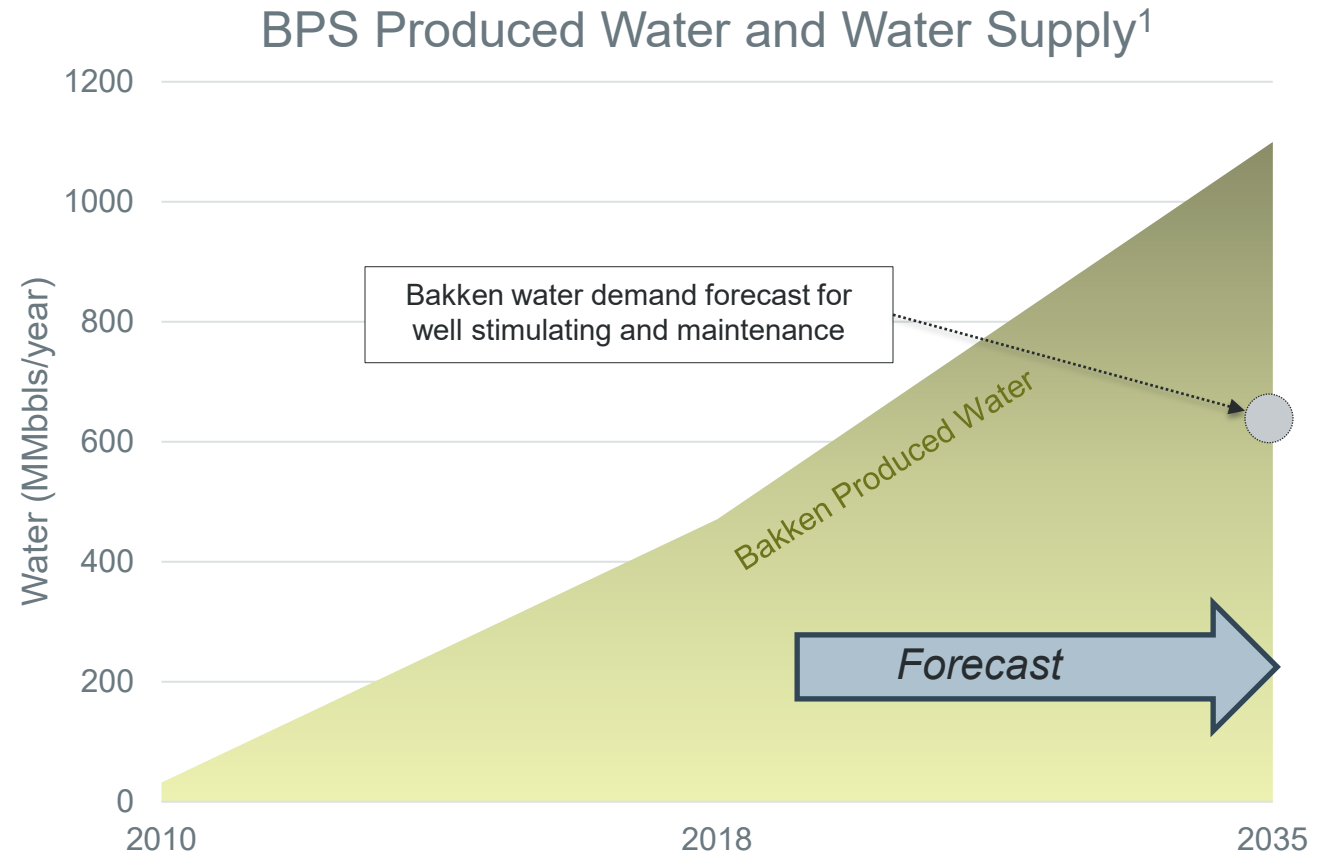 BPS Produced Water and Water Supply¹
Water (MMbbls/year)
1200
1000
800
600
400
200
0
Bakken water demand forecast for
well stimulating and maintenance
Bakken Produced Water
Forecast
2010
2018
2035